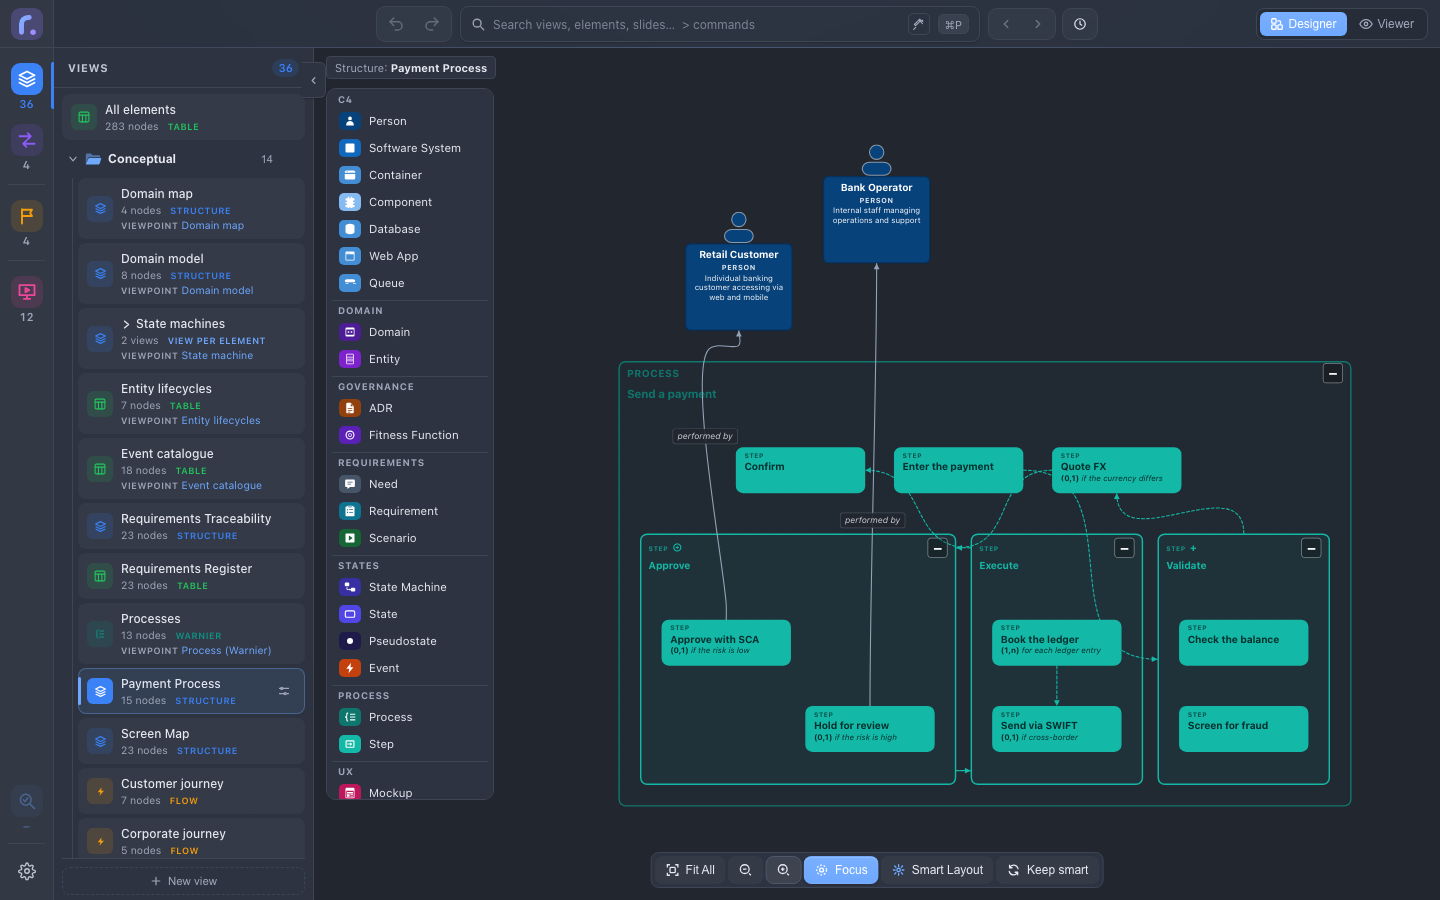 Search views, elements, slides... > commands
⌘P
Designer
Viewer
36
4
4
12
VIEWS
36
All elements
283 nodes TABLE
Conceptual 14
Domain map
4 nodes STRUCTURE
VIEWPOINT Domain map
Domain model
8 nodes STRUCTURE
VIEWPOINT Domain model
State machines
2 views VIEW PER ELEMENT
VIEWPOINT State machine
Entity lifecycles
7 nodes TABLE
VIEWPOINT Entity lifecycles
Event catalogue
18 nodes TABLE
VIEWPOINT Event catalogue
Requirements Traceability
23 nodes STRUCTURE
Requirements Register
23 nodes TABLE
Processes
13 nodes WARNIER
VIEWPOINT Process (Warnier)
Payment Process
15 nodes STRUCTURE
Screen Map
23 nodes STRUCTURE
Customer journey
7 nodes FLOW
Corporate journey
5 nodes FLOW
New view
Structure: Payment Process
C4
Person
Software System
Container
Component
Database
Web App
Queue
DOMAIN
Domain
Entity
GOVERNANCE
ADR
Fitness Function
REQUIREMENTS
Need
Requirement
Scenario
STATES
State Machine
State
Pseudostate
Event
PROCESS
Process
Step
UX
Mockup
Bank Operator
PERSON
Internal staff managing
operations and support
Retail Customer
PERSON
Individual banking
customer accessing via
web and mobile
PROCESS
Send a payment
performed by
STEP
Confirm
STEP
Enter the payment
STEP
Quote FX
(0,1) if the currency differs
performed by
STEP
Approve
STEP
Execute
STEP
Validate
STEP
Approve with SCA
(0,1) if the risk is low
STEP
Book the ledger
(1,n) for each ledger entry
STEP
Check the balance
STEP
Hold for review
(0,1) if the risk is high
STEP
Send via SWIFT
(0,1) if cross-border
STEP
Screen for fraud
Fit All
Focus
Smart Layout
Keep smart